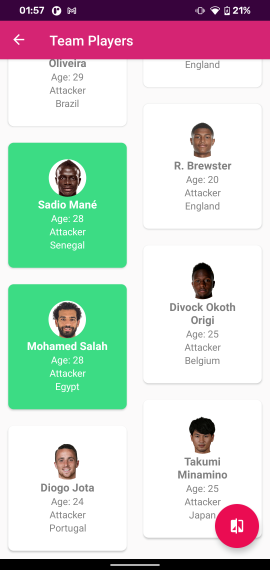 01:57
21%
Team Players
Oliveira
Age: 29
Attacker
Brazil
England
Sadio Mané
Age: 28
Attacker
Senegal
R. Brewster
Age: 20
Attacker
England
Mohamed Salah
Age: 28
Attacker
Egypt
Divock Okoth
Origi
Age: 25
Attacker
Belgium
Diogo Jota
Age: 24
Attacker
Portugal
Takumi
Minamino
Age: 25
Attacker
Japan